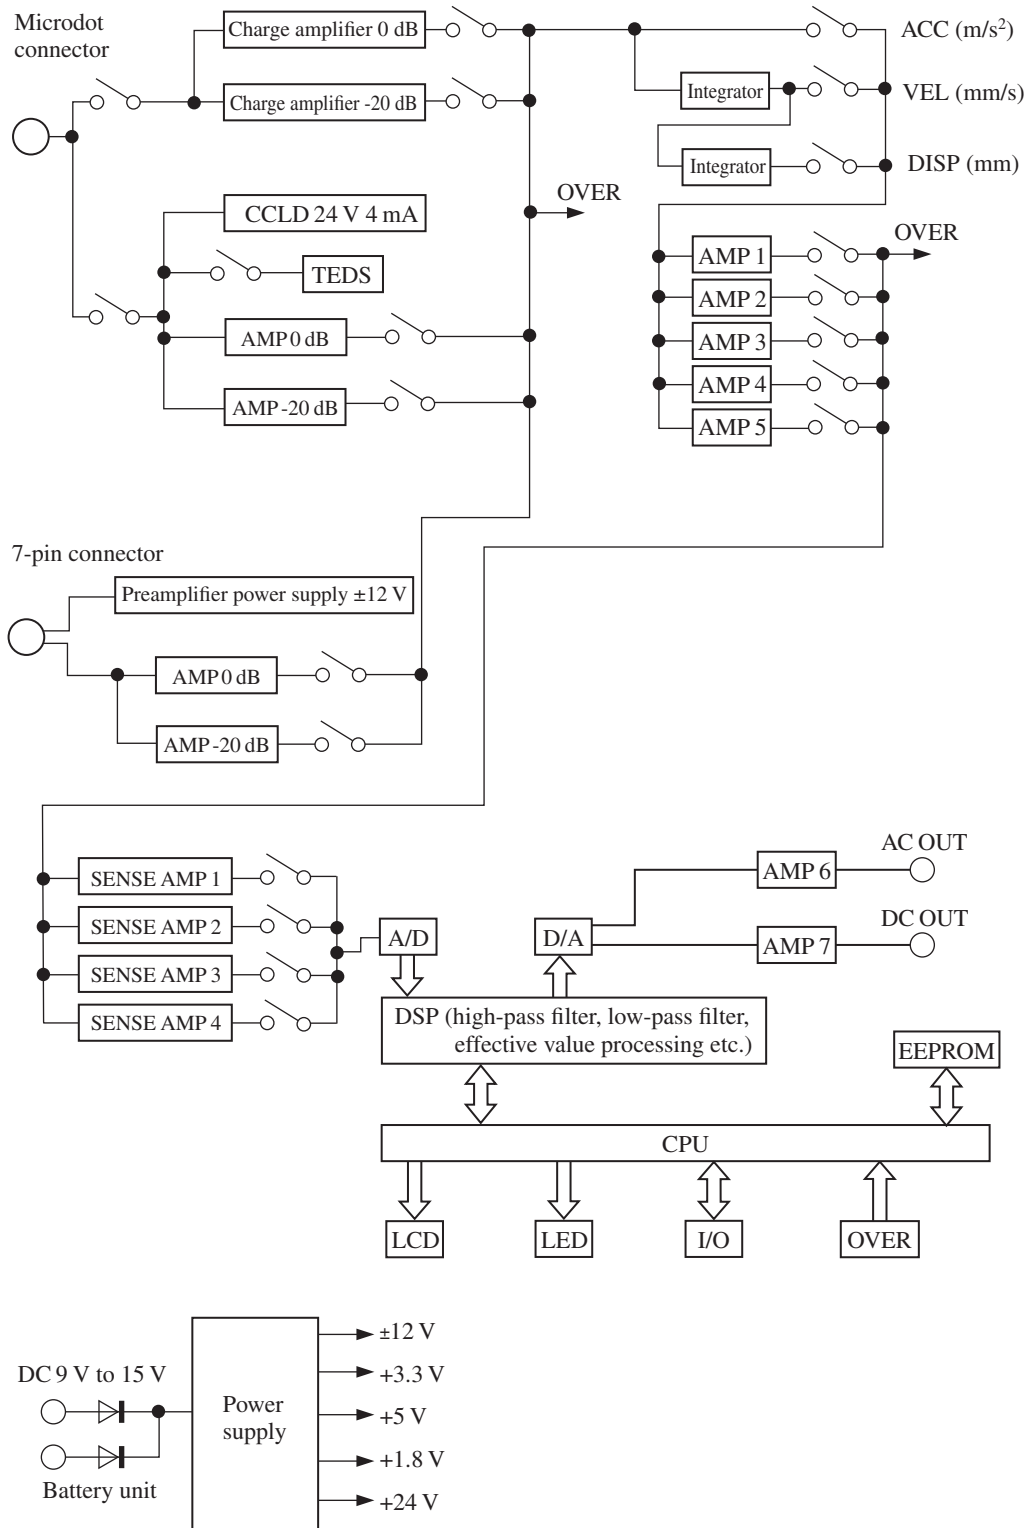 Microdot
connector
Charge amplifier 0 dB
Charge amplifier -20 dB
ACC (m/s²)
Integrator
VEL (mm/s)
Integrator
DISP (mm)
OVER
CCLD 24 V 4 mA
TEDS
AMP 0 dB
AMP -20 dB
OVER
AMP 1
AMP 2
AMP 3
AMP 4
AMP 5
7-pin connector
Preamplifier power supply ±12 V
AMP 0 dB
AMP -20 dB
SENSE AMP 1
SENSE AMP 2
SENSE AMP 3
SENSE AMP 4
A/D
D/A
AMP 6
AC OUT
AMP 7
DC OUT
DSP (high-pass filter, low-pass filter,
effective value processing etc.)
EEPROM
CPU
LCD
LED
I/O
OVER
DC 9 V to 15 V
Battery unit
Power
supply
±12 V
+3.3 V
+5 V
+1.8 V
+24 V